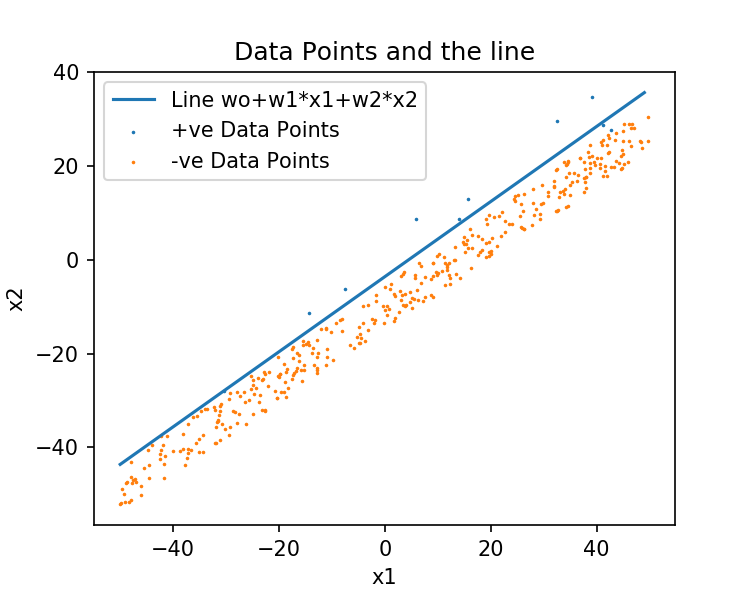 Data Points and the line
Line wo+w1*x1+w2*x2
+ve Data Points
-ve Data Points
40
20
0
−20
−40
x2
−40 −20 0 20 40
x1